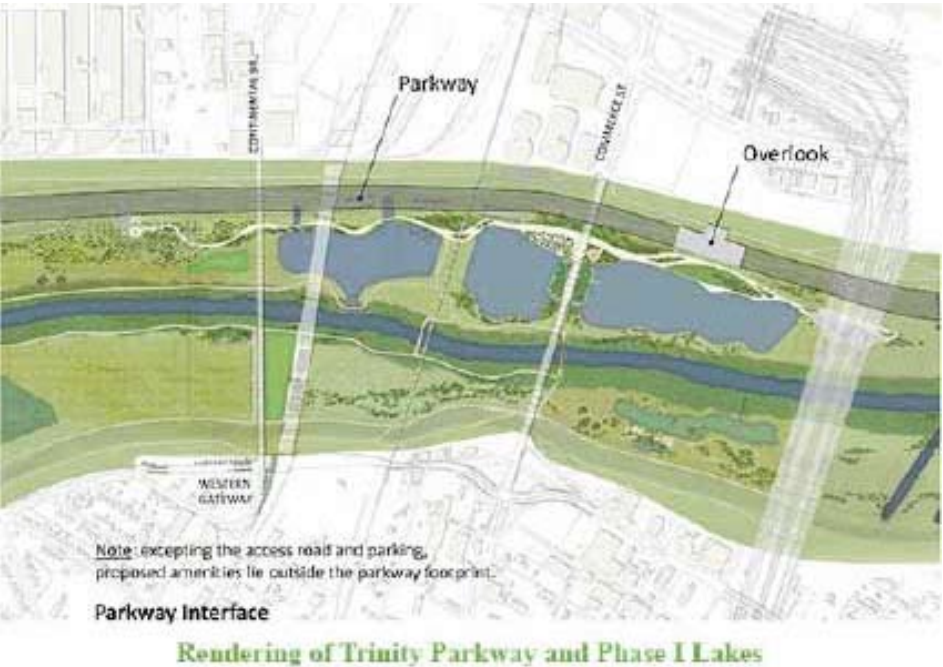 CONTINENTAL ST.
Parkway
COMMERCE ST
Overlook
WESTERN
GATEWAY
Note: excepting the access road and parking,
proposed amenities lie outside the parkway footprint.
Parkway Interface
Rendering of Trinity Parkway and Phase I Lakes